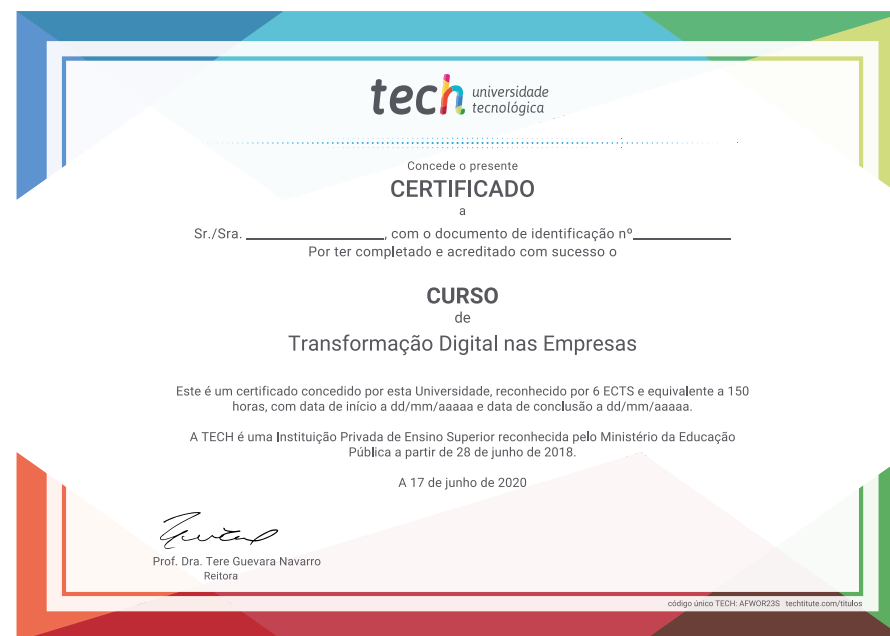 tech universidade
tecnológica
Concede o presente
CERTIFICADO
a
Sr./Sra. ________________, com o documento de identificação nº____________
Por ter completado e acreditado com sucesso o
CURSO
de
Transformação Digital nas Empresas
Este é um certificado concedido por esta Universidade, reconhecido por 6 ECTS e equivalente a 150
horas, com data de início a dd/mm/aaaaa e data de conclusão a dd/mm/aaaaa.
A TECH é uma Instituição Privada de Ensino Superior reconhecida pelo Ministério da Educação
Pública a partir de 28 de junho de 2018.
A 17 de junho de 2020
Prof. Dra. Tere Guevara Navarro
Reitora
código único TECH: AFWOR23S techtitute.com/titulos